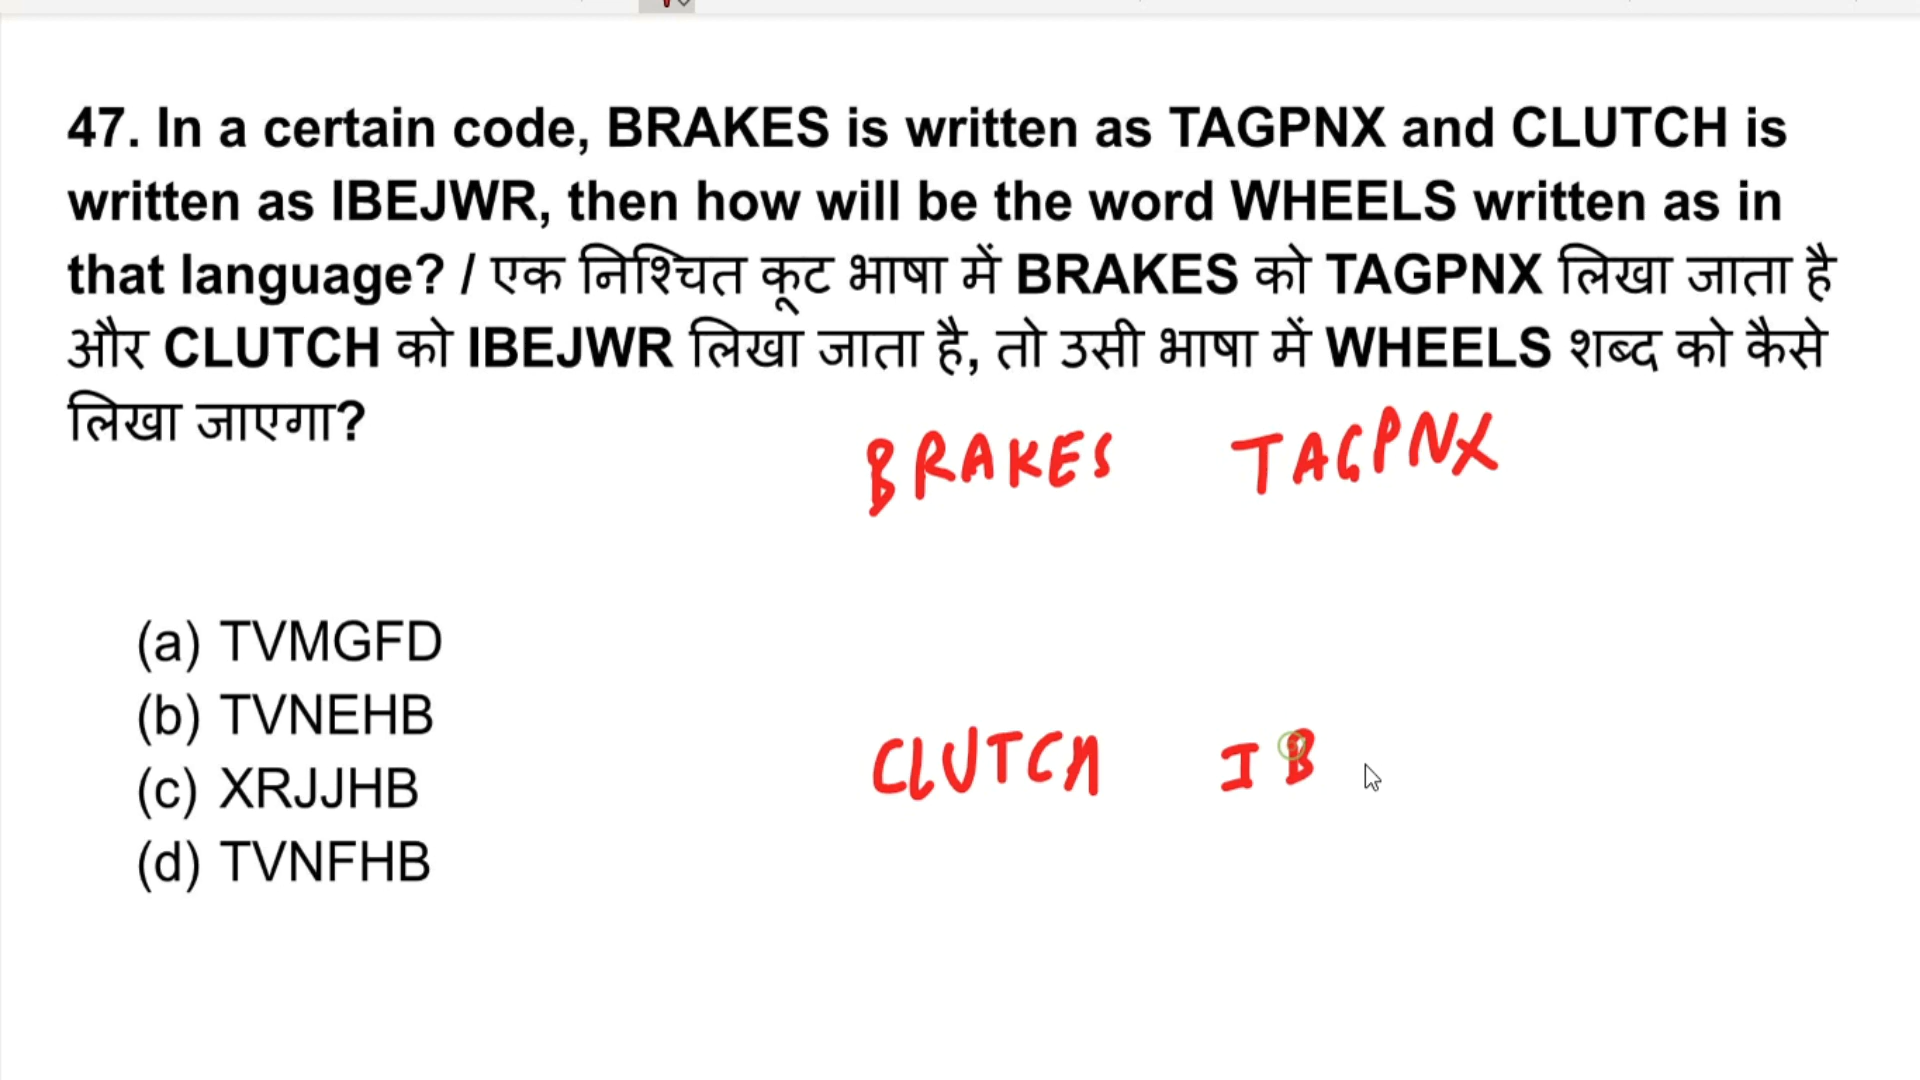 47. In a certain code, BRAKES is written as TAGPNX and CLUTCH is
written as IBEJWR, then how will be the word WHEELS written as in
that language? / एक निश्चित कूट भाषा में BRAKES को TAGPNX लिखा जाता है
और CLUTCH को IBEJWR लिखा जाता है, तो उसी भाषा में WHEELS शब्द को कैसे
लिखा जाएगा?
BRAKES TAGPNX
(a) TVMGFD
(b) TVNEHB
(c) XRJJHB
(d) TVNFHB
CLUTCH IB